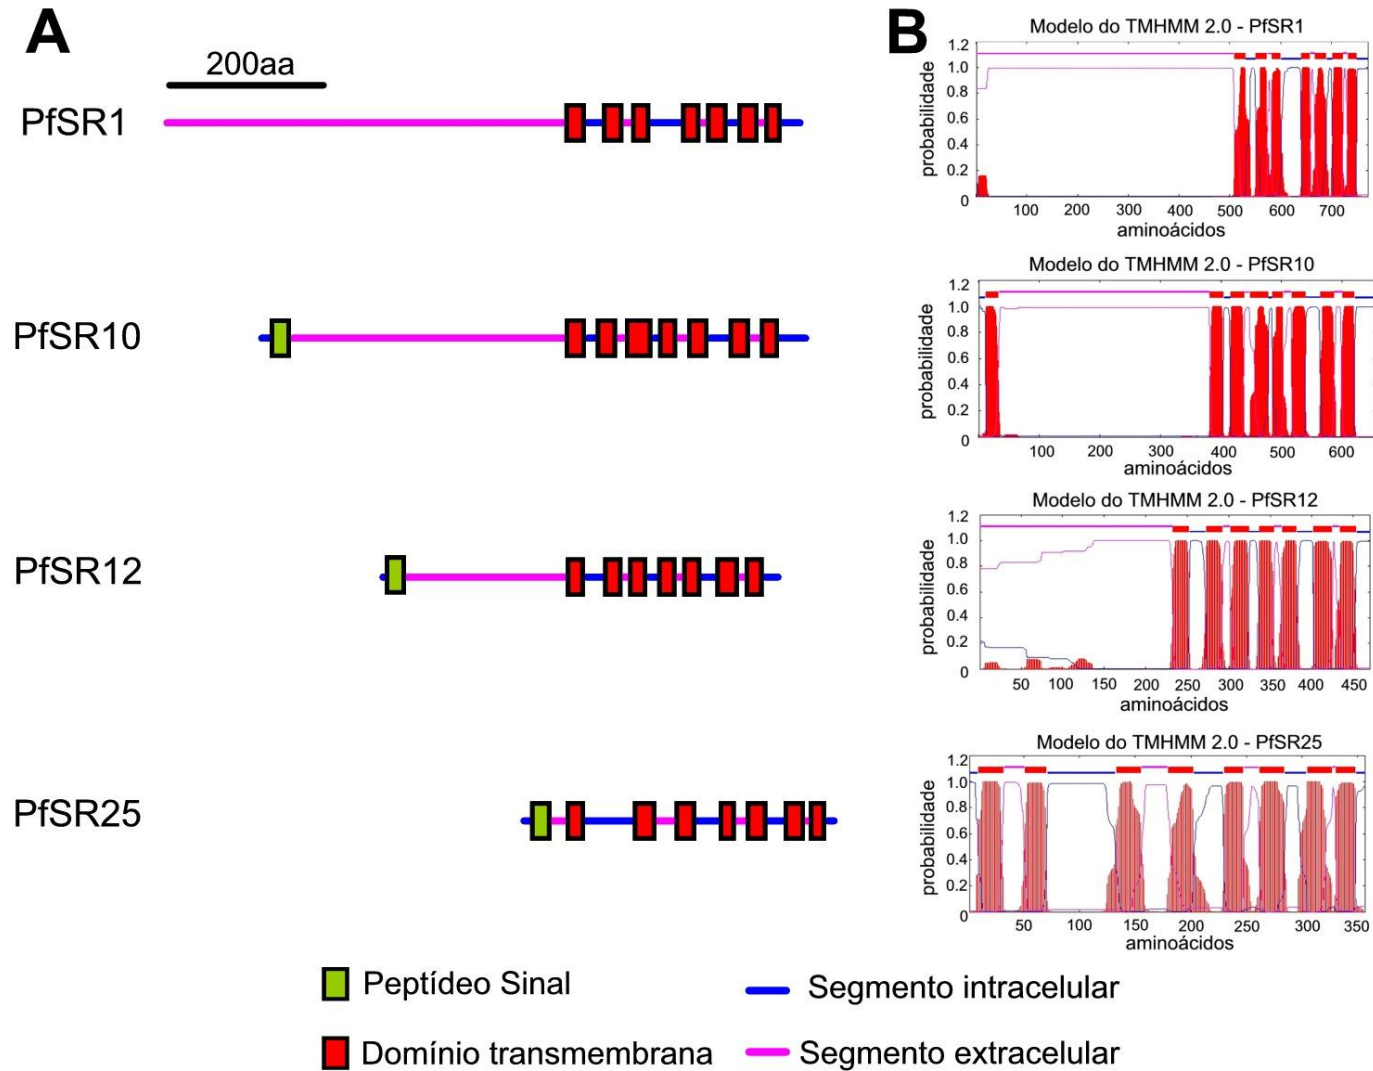 A
200aa
PfSR1
PfSR10
PfSR12
PfSR25
B
Modelo do TMHMM 2.0 - PfSR1
probabilidade
1.2
1.0
0.8
0.6
0.4
0.2
0
100 200 300 400 500 600 700
aminoácidos
Modelo do TMHMM 2.0 - PfSR10
probabilidade
1.2
1.0
0.8
0.6
0.4
0.2
0
100 200 300 400 500 600
aminoácidos
Modelo do TMHMM 2.0 - PfSR12
probabilidade
1.2
1.0
0.8
0.6
0.4
0.2
0
50 100 150 200 250 300 350 400 450
aminoácidos
Modelo do TMHMM 2.0 - PfSR25
probabilidade
1.2
1.0
0.8
0.6
0.4
0.2
0
50 100 150 200 250 300 350
aminoácidos
Peptídeo Sinal
Segmento intracelular
Domínio transmembrana
Segmento extracelular